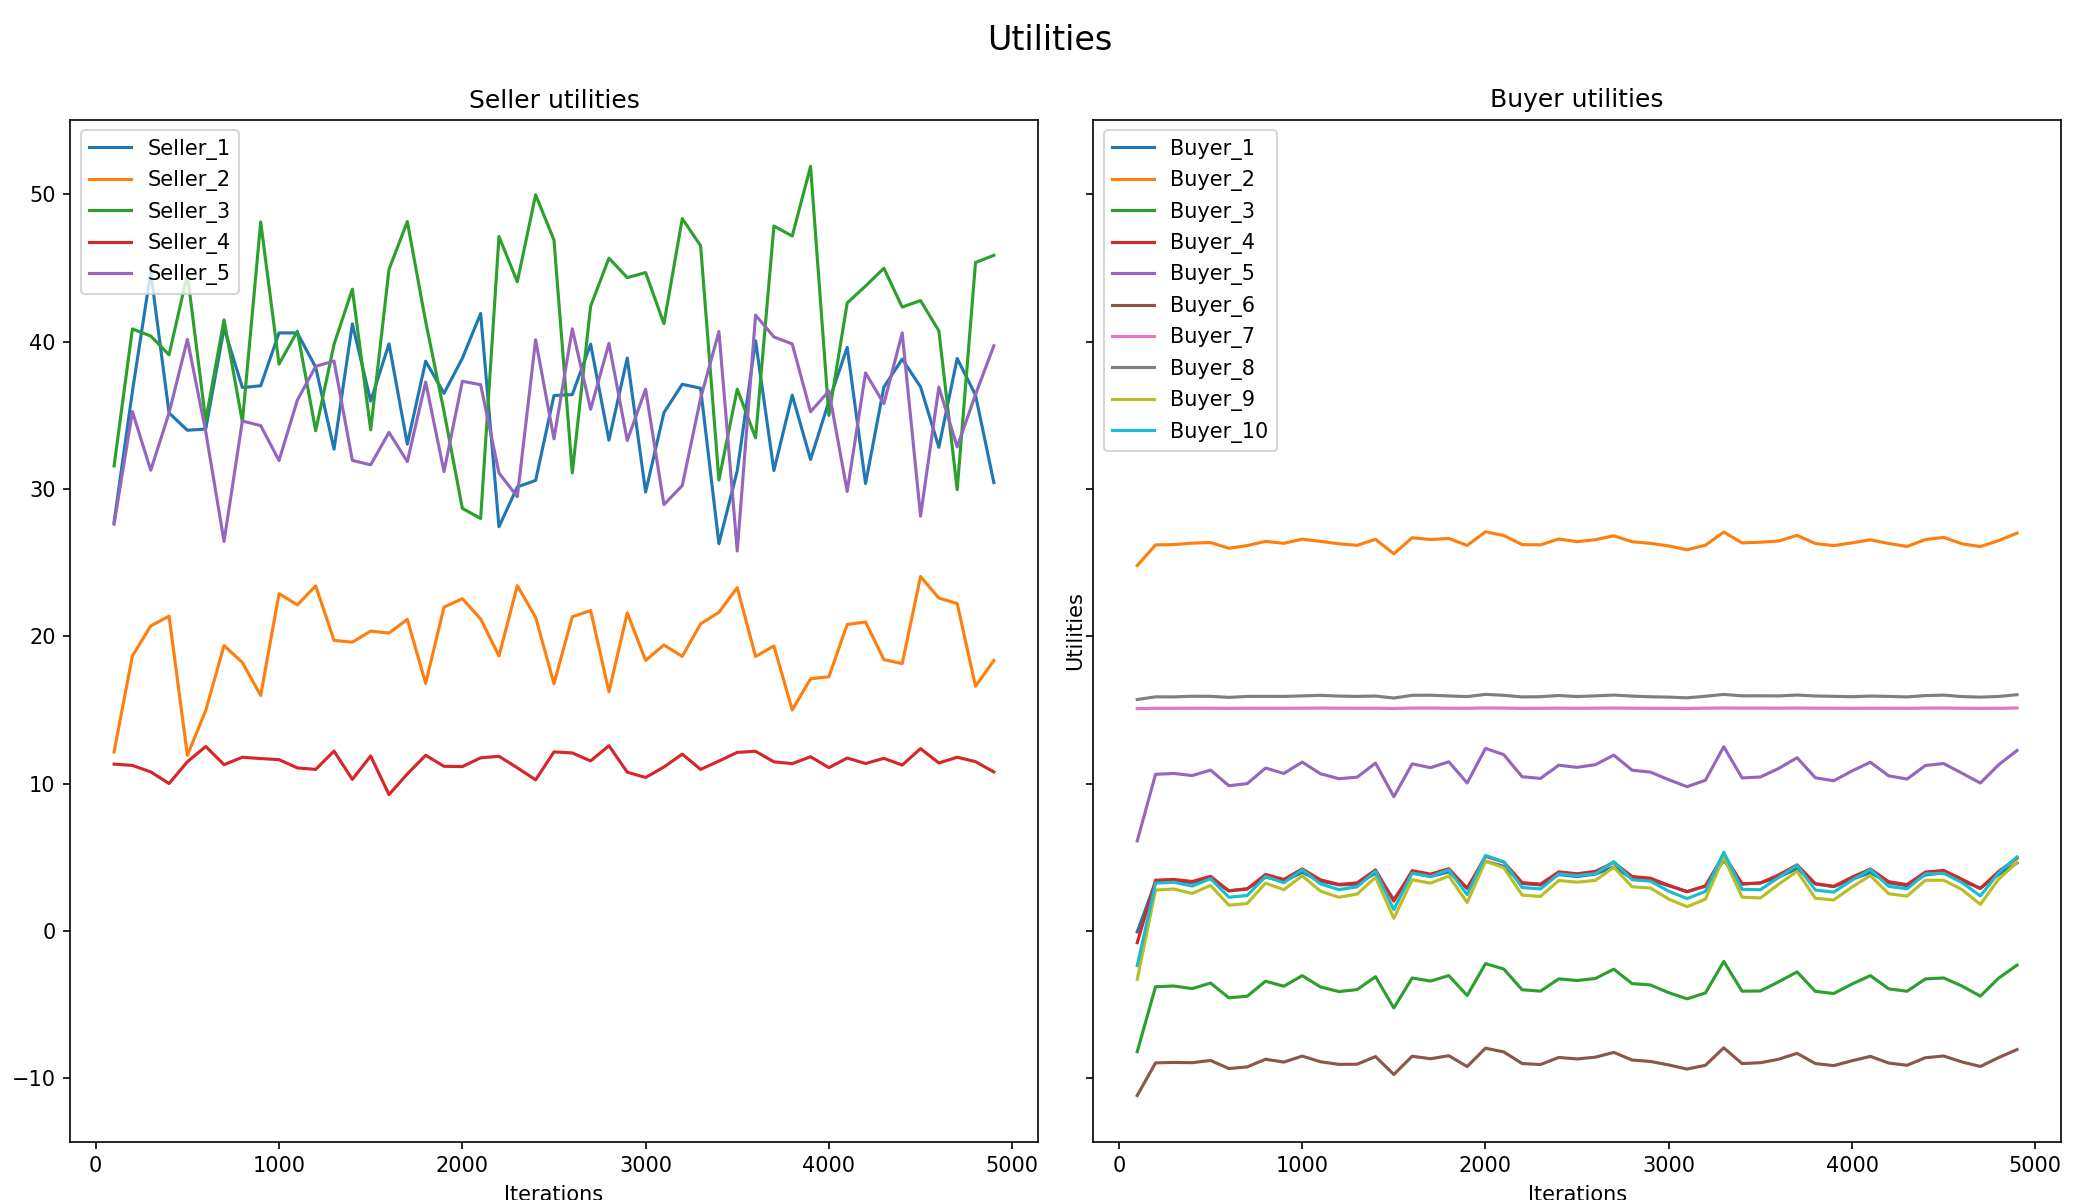 Utilities
Seller utilities
Seller_1
Seller_2
Seller_3
Seller_4
Seller_5
50
40
30
20
10
0
−10
0 1000 2000 3000 4000 5000
Iterations
Buyer utilities
Buyer_1
Buyer_2
Buyer_3
Buyer_4
Buyer_5
Buyer_6
Buyer_7
Buyer_8
Buyer_9
Buyer_10
Utilities
0 1000 2000 3000 4000 5000
Iterations